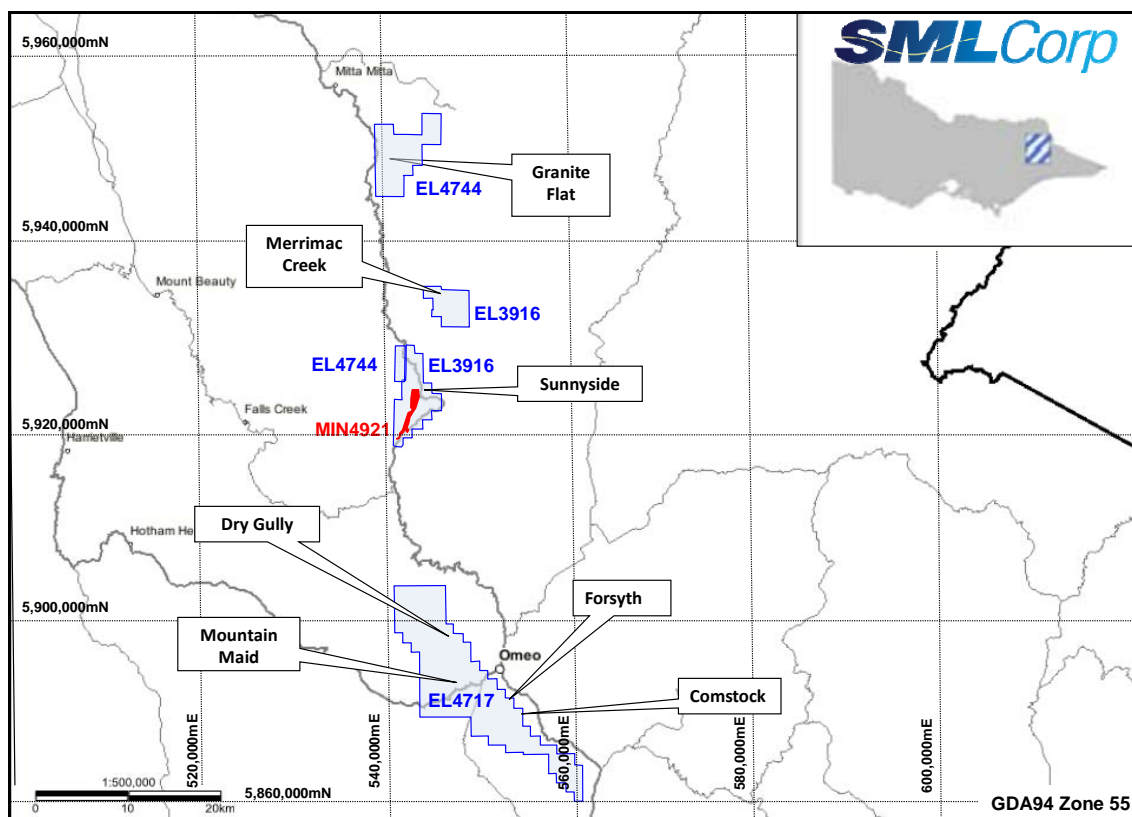 5,960,000mN
SMLCorp
Mitta Mitta
Granite
Flat
EL4744
5,940,000mN
Merrimac
Creek
Mount Beauty
EL3916
EL4744
EL3916
Sunnyside
Falls Creek
MIN4921
5,920,000mN
Harrietville
Dry Gully
Hotham He
Forsyth
5,900,000mN
Mountain
Maid
Omeo
EL4717
Comstock
520,000mE
540,000mE
560,000mE
580,000mE
600,000mE
1:500,000
0 10 20km
5,860,000mN
GDA94 Zone 55